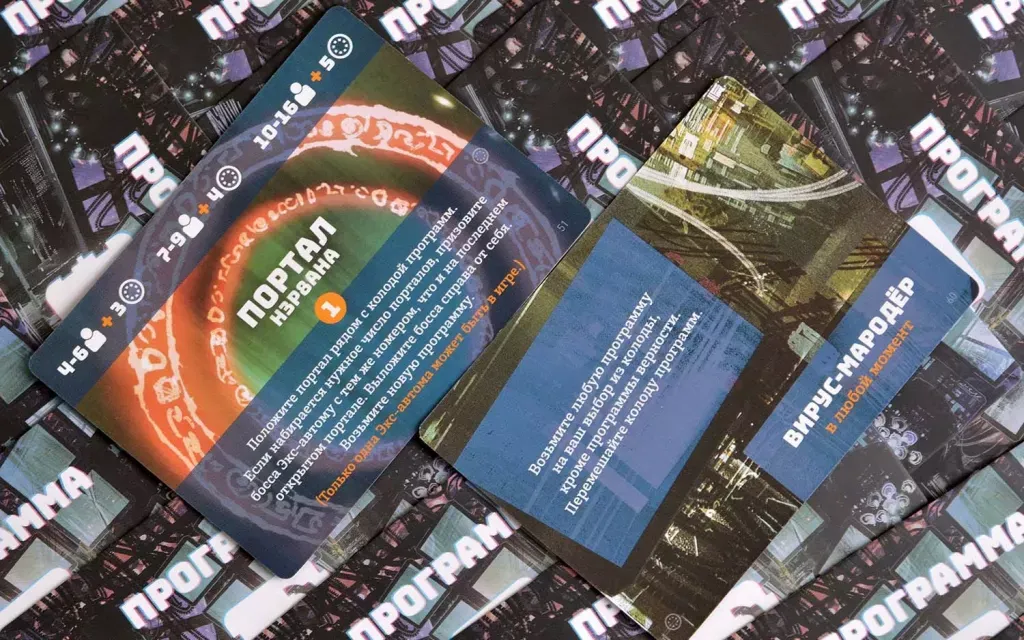 4-6 + 3
7-9 + 4
10-16 + 5
ПОРТАЛ
НЭРВАНА
1
Положите портал рядом с колодой программ.
Если набирается нужное число порталов, призовите
босса Экс-автому с тем же номером, что и на последнем
открытом портале. Выложите босса справа от себя.
Возьмите новую программу.
(Только одна Экс-автома может быть в игре.)
51
ВИРУС-МАРОДЁР
в любой момент
Возьмите любую программу
на ваш выбор из колоды,
кроме программы верности.
Перемешайте колоду программ.
ПРОГРАММА
ПРОГРАММА
ПРОГРАММА